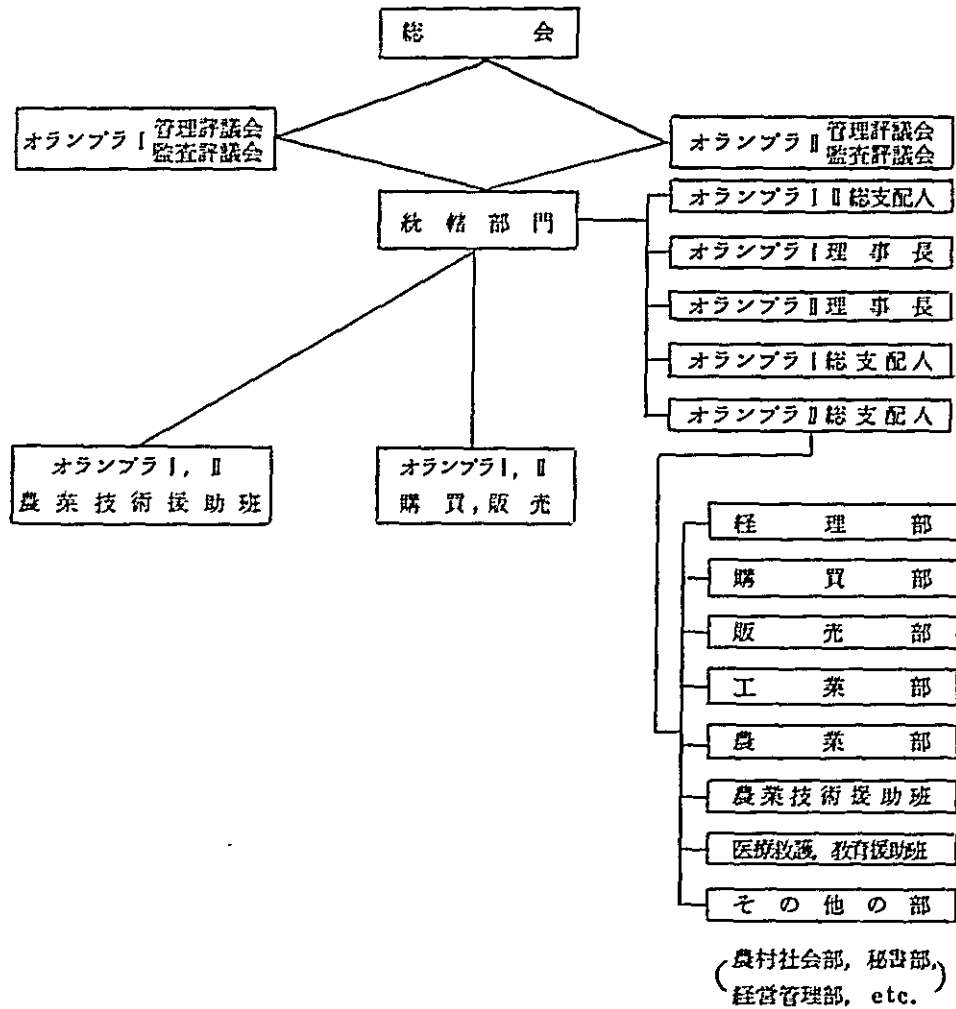 総会
オランプラⅠ 管理評議会
監査評議会
オランプラⅡ 管理評議会
監査評議会
統轄部門
オランプラⅠⅡ総支配人
オランプラⅠ理事長
オランプラⅡ理事長
オランプラⅠ総支配人
オランプラⅡ総支配人
オランプラⅠ, Ⅱ
農業技術援助班
オランプラⅠ, Ⅱ
購買,販売
経理部
購買部
販売部
工業部
農業部
農業技術援助班
医療救護, 教育援助班
その他の部
(農村社会部, 秘書部,
経営管理部, etc.)